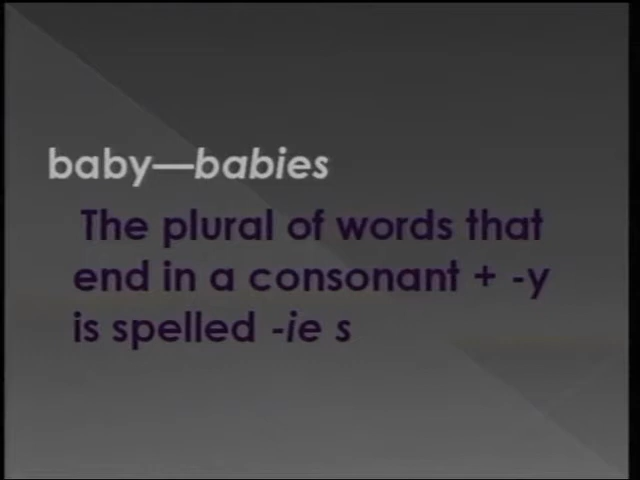 baby—babies
The plural of words that
end in a consonant + -y
is spelled -ie s